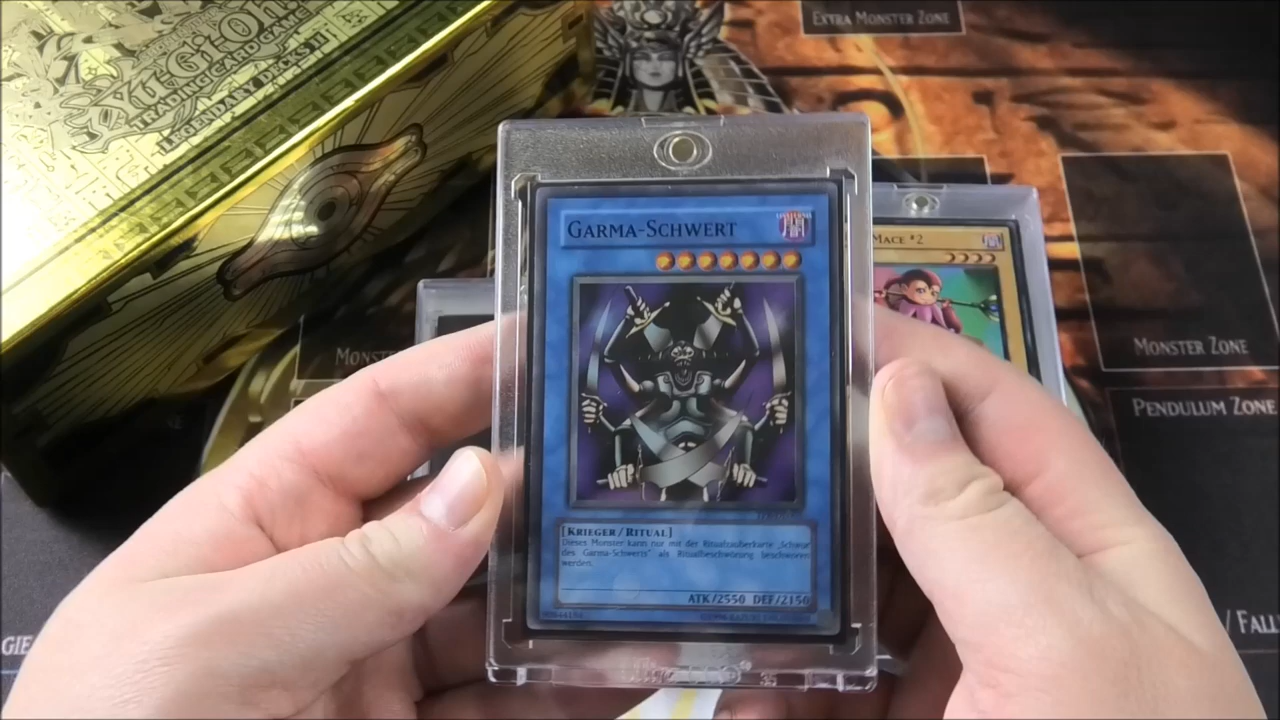 Yu-Gi-Oh!
TRADING CARD GAME
LEGENDARY DECKS II
EXTRA MONSTER ZONE
GARMA-SCHWERT
MACE #2
MONSTER ZONE
PENDULUM ZONE
[KRIEGER/RITUAL]
Dieses Monster kann nur mit der Ritualzauberkarte „Schwur
des Garma-Schwerts" als Ritualbeschwörung beschworen
werden.
ATK/2550 DEF/2150
35